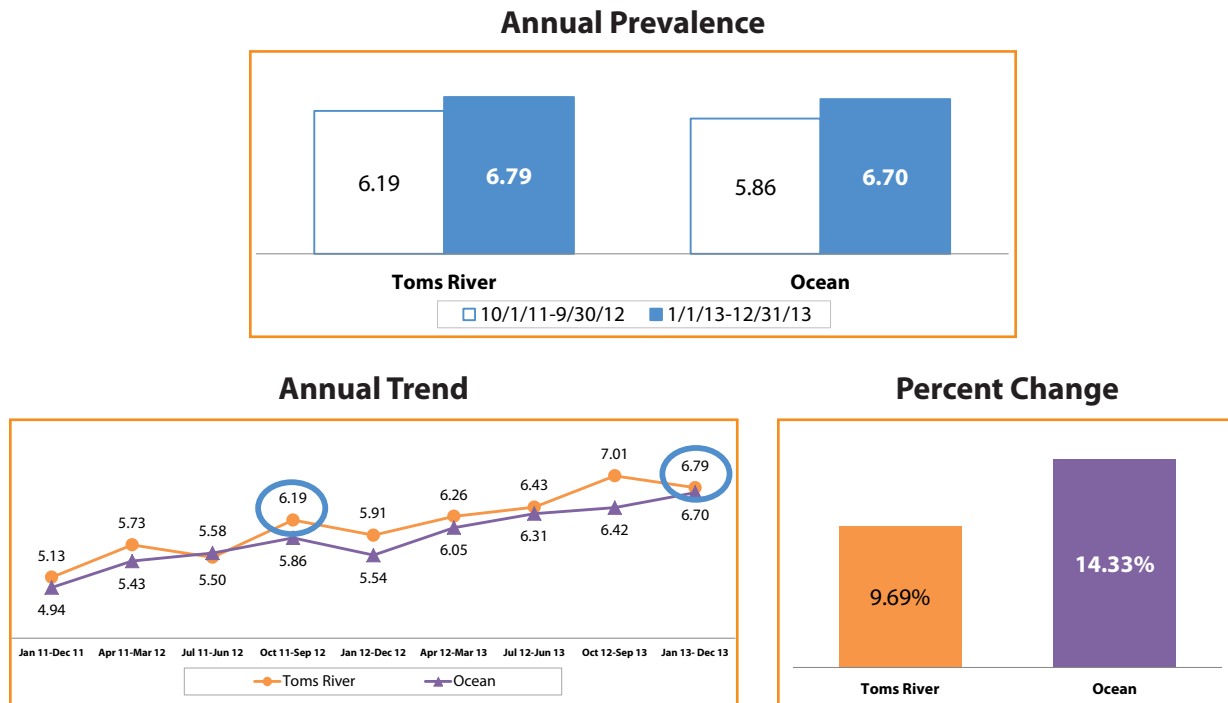 Annual Prevalence
6.19
6.79
5.86
6.70
Toms River
Ocean
10/1/11-9/30/12
1/1/13-12/31/13
Annual Trend
5.13
5.73
5.58
6.19
5.91
6.26
6.43
7.01
6.79
4.94
5.43
5.50
5.86
5.54
6.05
6.31
6.42
6.70
Jan 11-Dec 11
Apr 11-Mar 12
Jul 11-Jun 12
Oct 11-Sep 12
Jan 12-Dec 12
Apr 12-Mar 13
Jul 12-Jun 13
Oct 12-Sep 13
Jan 13- Dec 13
Toms River
Ocean
Percent Change
9.69%
14.33%
Toms River
Ocean